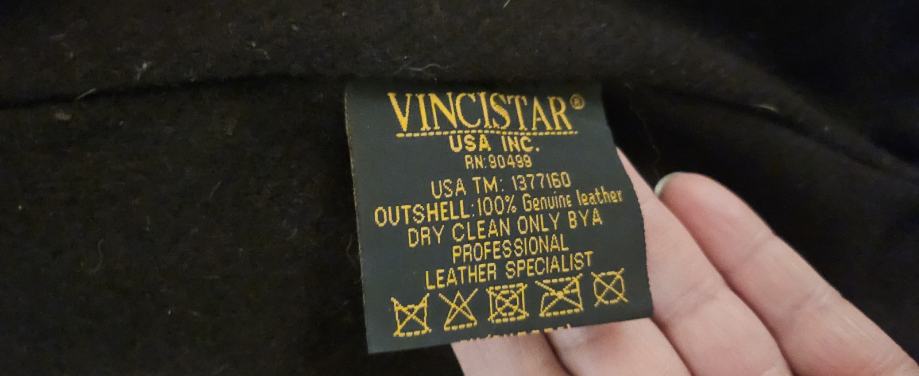 VINCISTAR®
USA INC.
RN:90499
USA TM: 1377160
OUTSHELL:100% Genuine leather
DRY CLEAN ONLY BYA
PROFESSIONAL
LEATHER SPECIALIST